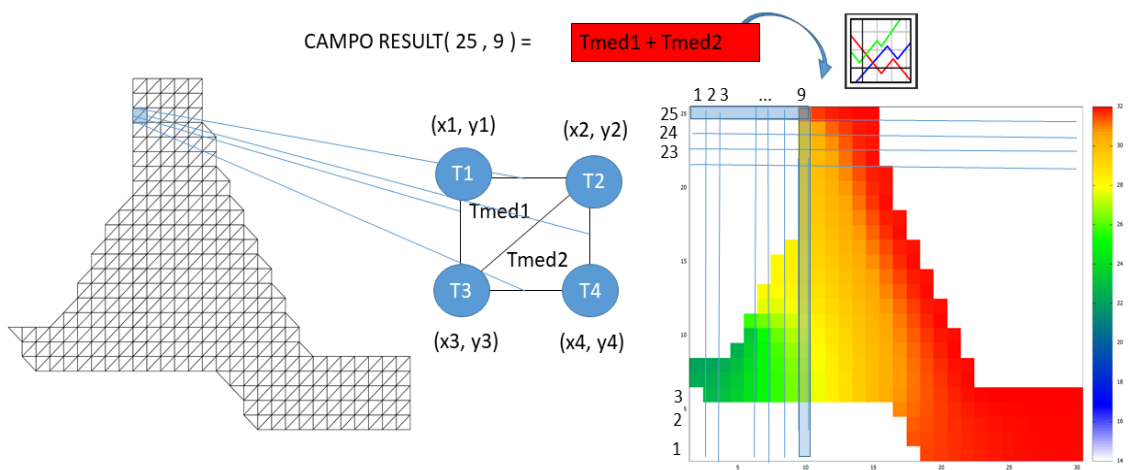 CAMPO RESULT( 25 , 9 ) =
Tmed1 + Tmed2
(x1, y1)
(x2, y2)
T1
T2
Tmed1
Tmed2
T3
T4
(x3, y3)
(x4, y4)
1 2 3 ... 9
25
24
23
3
2
1
25
20
15
10
5
5 10 15 20 25 30
32
30
28
26
24
22
20
18
16
14